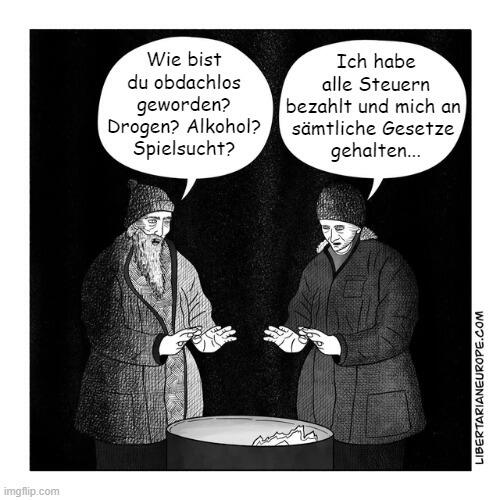 Wie bist
du obdachlos
geworden?
Drogen? Alkohol?
Spielsucht?
Ich habe
alle Steuern
bezahlt und mich an
sämtliche Gesetze
gehalten...
LIBERTARIANEUROPE.COM
imgflip.com